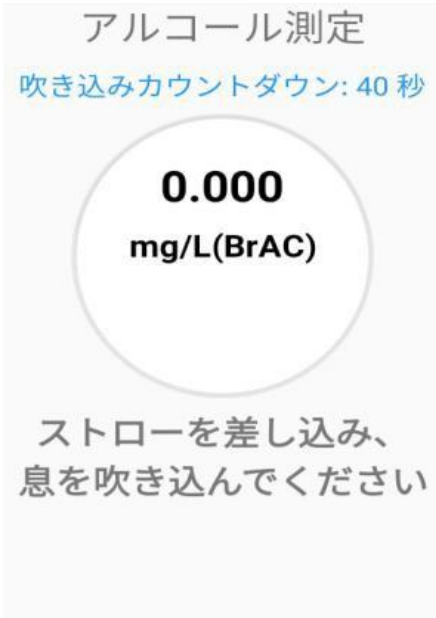 アルコール測定
吹き込みカウントダウン: 40 秒
0.000
mg/L(BrAC)
ストローを差し込み、
息を吹き込んでください